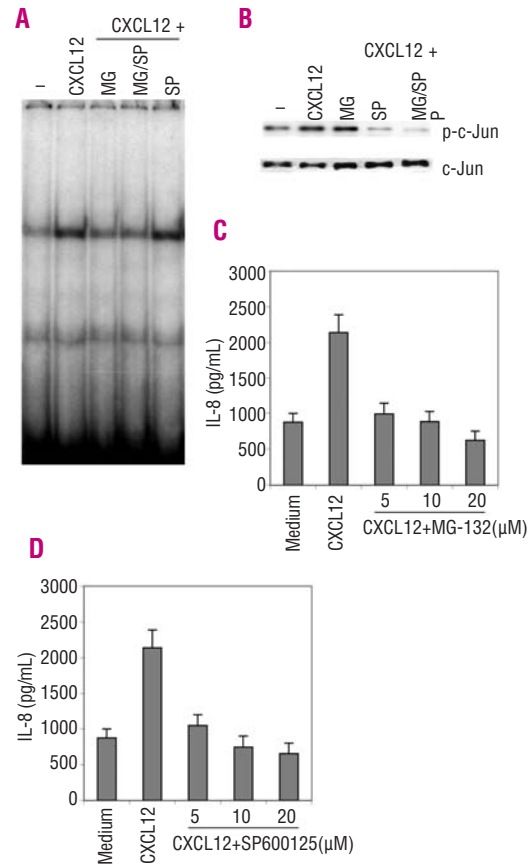 A
CXCL12 +
–
CXCL12
MG
MG/SP
SP
B
CXCL12 +
–
CXCL12
MG
SP
MG/SP
P
p-c-Jun
c-Jun
C
IL-8 (pg/mL)
3000
2500
2000
1500
1000
500
0
Medium
CXCL12
5 10 20
CXCL12+MG-132(µM)
D
IL-8 (pg/mL)
3000
2500
2000
1500
1000
500
0
Medium
CXCL12
5 10 20
CXCL12+SP600125(µM)